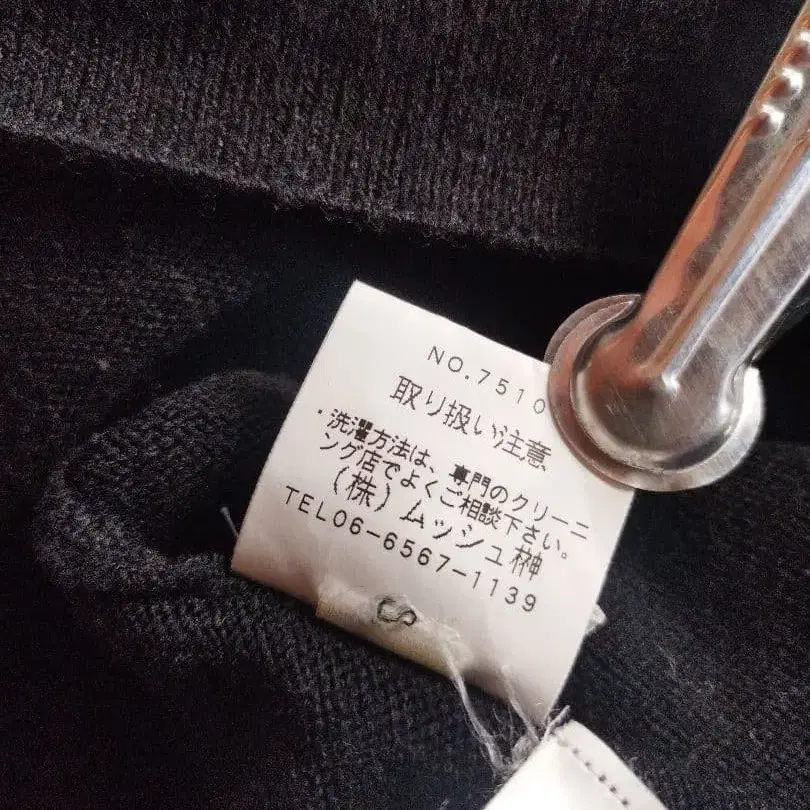 NO.7510
取り扱い注意
・洗濯方法は、専門のクリーニ
ング店でよくご相談下さい。
(株)ムッシュ榊
TEL06-6567-1139
S